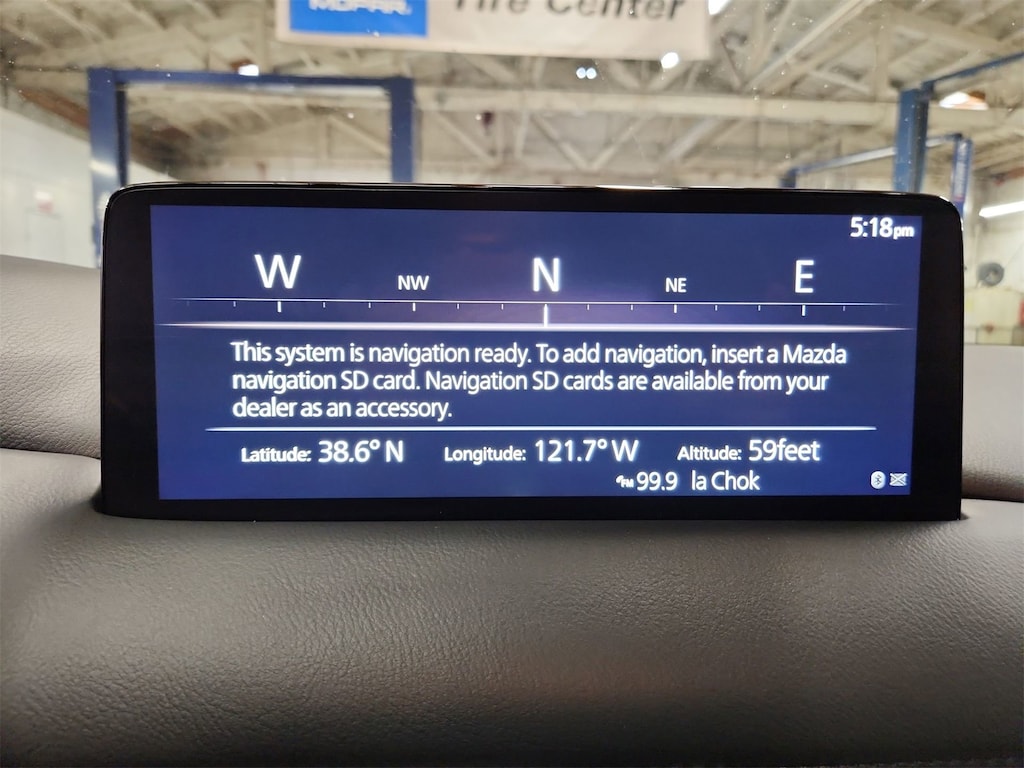 MOPAR
Tire Center
5:18pm
W NW N NE E
This system is navigation ready. To add navigation, insert a Mazda
navigation SD card. Navigation SD cards are available from your
dealer as an accessory.
Latitude: 38.6° N Longitude: 121.7° W Altitude: 59feet
FM 99.9 la Chok